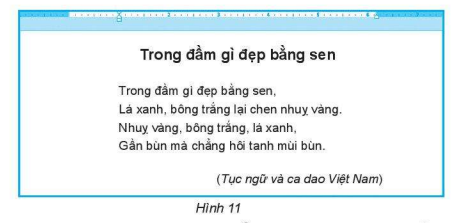 Trong đầm gì đẹp bằng sen
Trong đầm gì đẹp bằng sen,
Lá xanh, bông trắng lại chen nhuỵ vàng.
Nhuỵ vàng, bông trắng, lá xanh,
Gần bùn mà chẳng hôi tanh mùi bùn.
(Tục ngữ và ca dao Việt Nam)
Hình 11